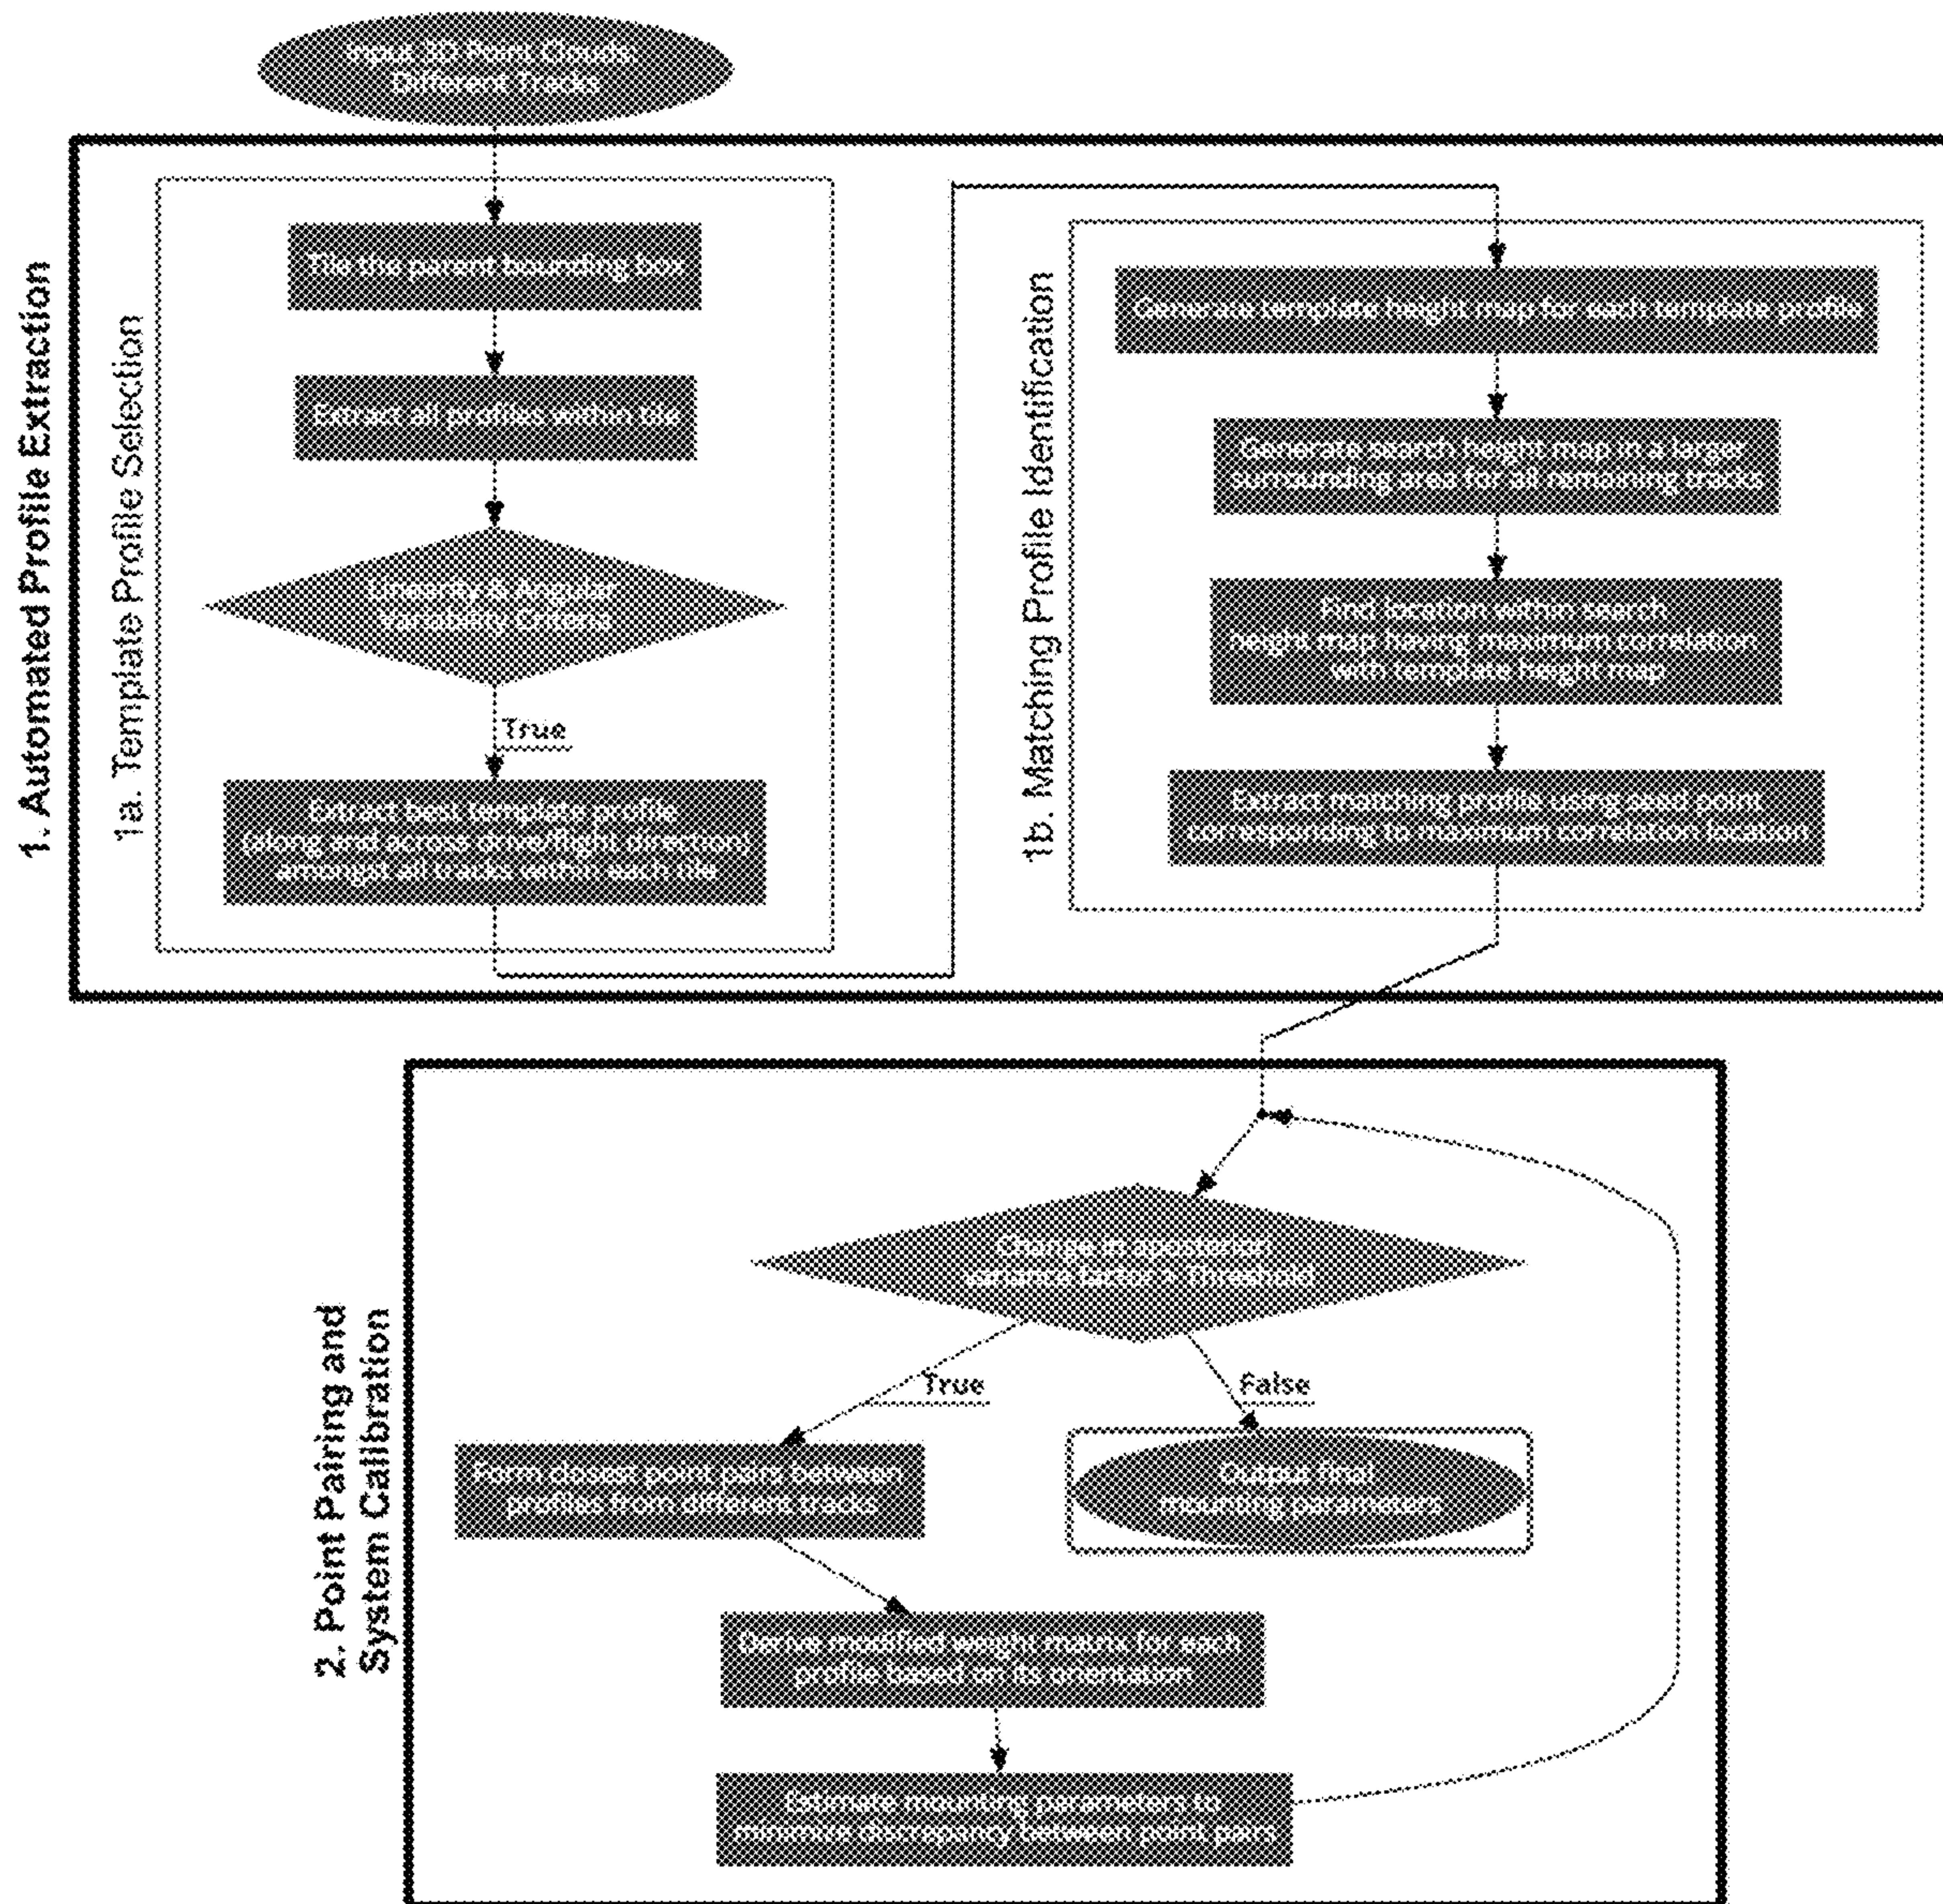 Input 3D Point Clouds
Different Tracks
1. Automated Profile Extraction
1a. Template Profile Selection
Tile the parent bounding box
Extract all profiles within tile
Linearity & Angular
Variability Criteria
True
Extract best template profile
(along and across drive/flight direction)
amongst all tracks within each tile
1b. Matching Profile Identification
Generate template height map for each template profile
Generate search height map in a larger
surrounding area for all remaining tracks
Find location within search
height map having maximum correlation
with template height map
Extract matching profile using seed point
corresponding to maximum correlation location
2. Point Pairing and
System Calibration
Change in aposteriori
variance factor > Threshold
True
False
Form closest point pairs between
profiles from different tracks
Output final
mounting parameters
Derive modified weight matrix for each
profile based on its orientation
Estimate mounting parameters to
minimize discrepancy between point pairs